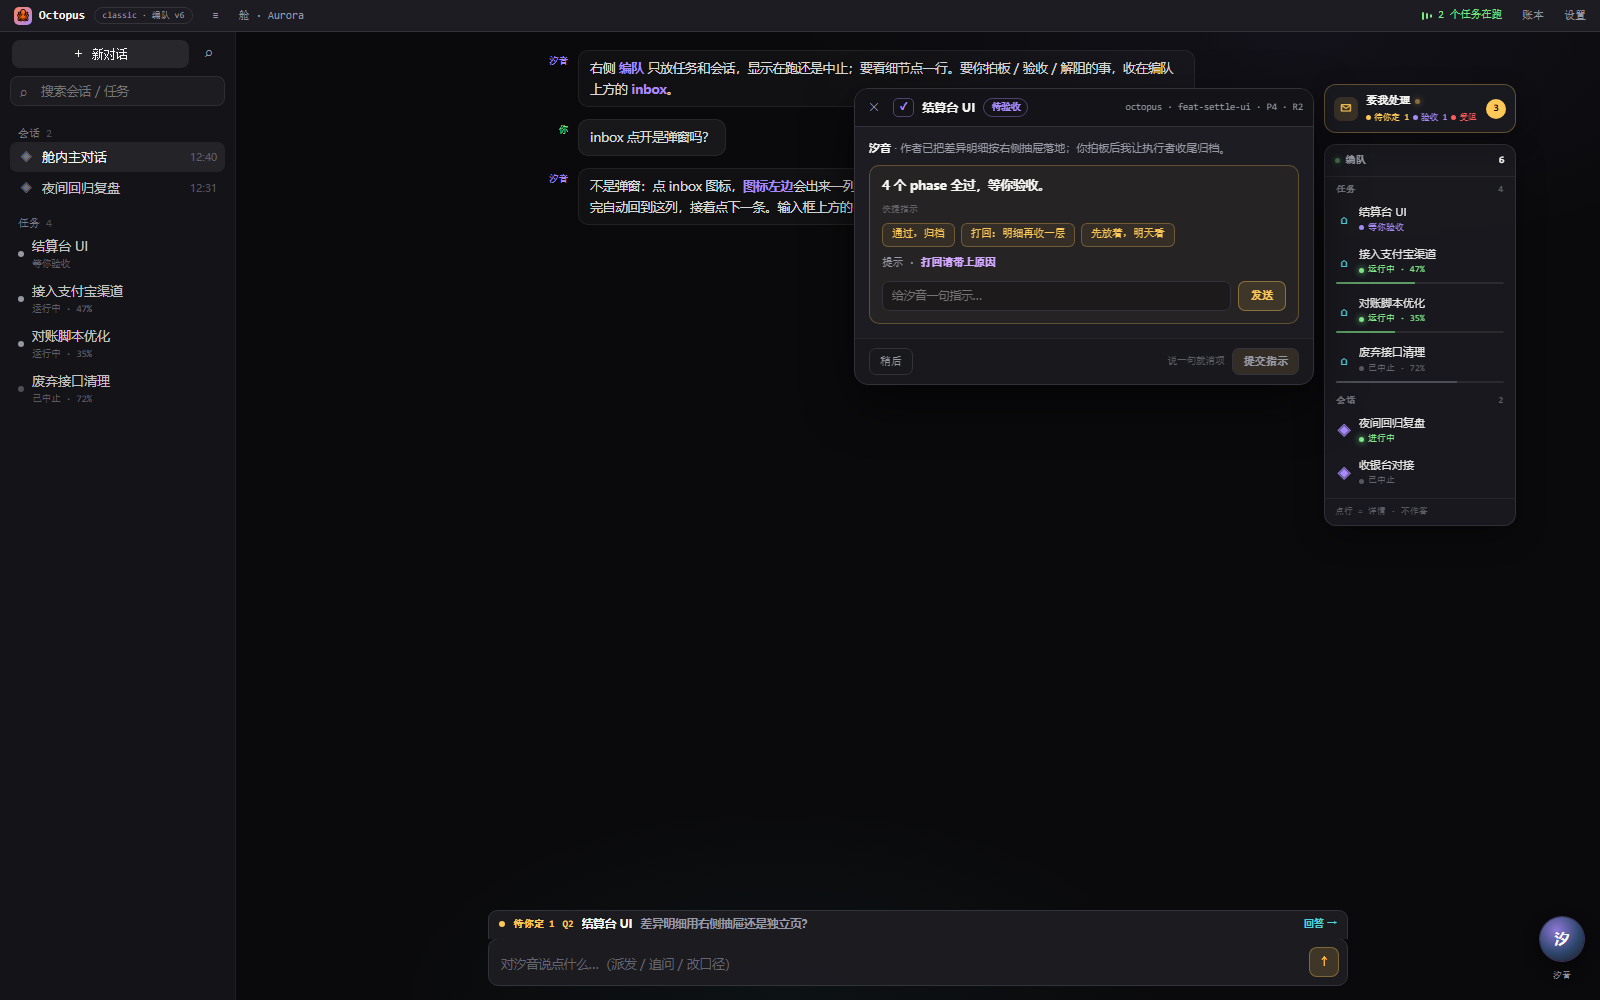 Octopus
classic · 编队 v6
≡
舱 · Aurora
2 个任务在跑
账本
设置
+ 新对话
搜索会话 / 任务
会话 2
舱内主对话 12:40
夜间回归复盘 12:31
任务 4
结算台 UI
等你验收
接入支付宝渠道
运行中 · 47%
对账脚本优化
运行中 · 35%
废弃接口清理
已中止 · 72%
汐音
右侧 编队 只放任务和会话，显示在跑还是中止；要看细节点一行。要你拍板 / 验收 / 解阻的事，收在编队
上方的 inbox。
你
inbox 点开是弹窗吗？
汐音
不是弹窗：点 inbox 图标，图标左边会出来一列
完自动回到这列，接着点下一条。输入框上方的
× ✓ 结算台 UI 待验收
octopus · feat-settle-ui · P4 · R2
汐音 · 作者已把差异明细按右侧抽屉落地；你拍板后我让执行者收尾归档。
4 个 phase 全过，等你验收。
快捷指示
通过，归档
打回：明细再收一层
先放着，明天看
提示 · 打回请带上原因
给汐音一句指示…
发送
稍后
说一句就消项
提交指示
要我处理
待你定 1 验收 1 受阻
3
编队 6
任务 4
结算台 UI
等你验收
接入支付宝渠道
运行中 · 47%
对账脚本优化
运行中 · 35%
废弃接口清理
已中止 · 72%
会话 2
夜间回归复盘
进行中
收银台对接
已中止
点行 = 详情 · 不作答
待你定 1 Q2 结算台 UI 差异明细用右侧抽屉还是独立页？
回答 →
对汐音说点什么…（派发 / 追问 / 改口径）
↑
汐
汐音